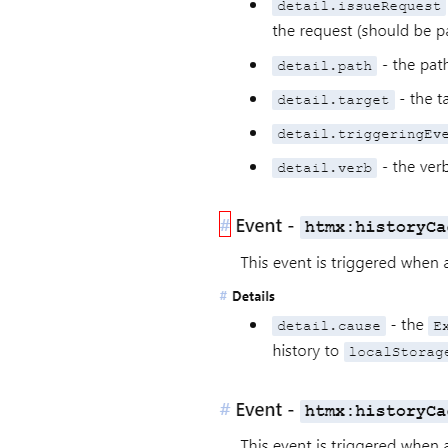 detail.issueRequest
the request (should be
detail.path - the path
detail.target - the
detail.triggeringEve
detail.verb - the verb
# Event - htmx:historyCa
This event is triggered when a
# Details
detail.cause - the Ex
history to localStorage
# Event - htmx:historyCa
This event is triggered when a